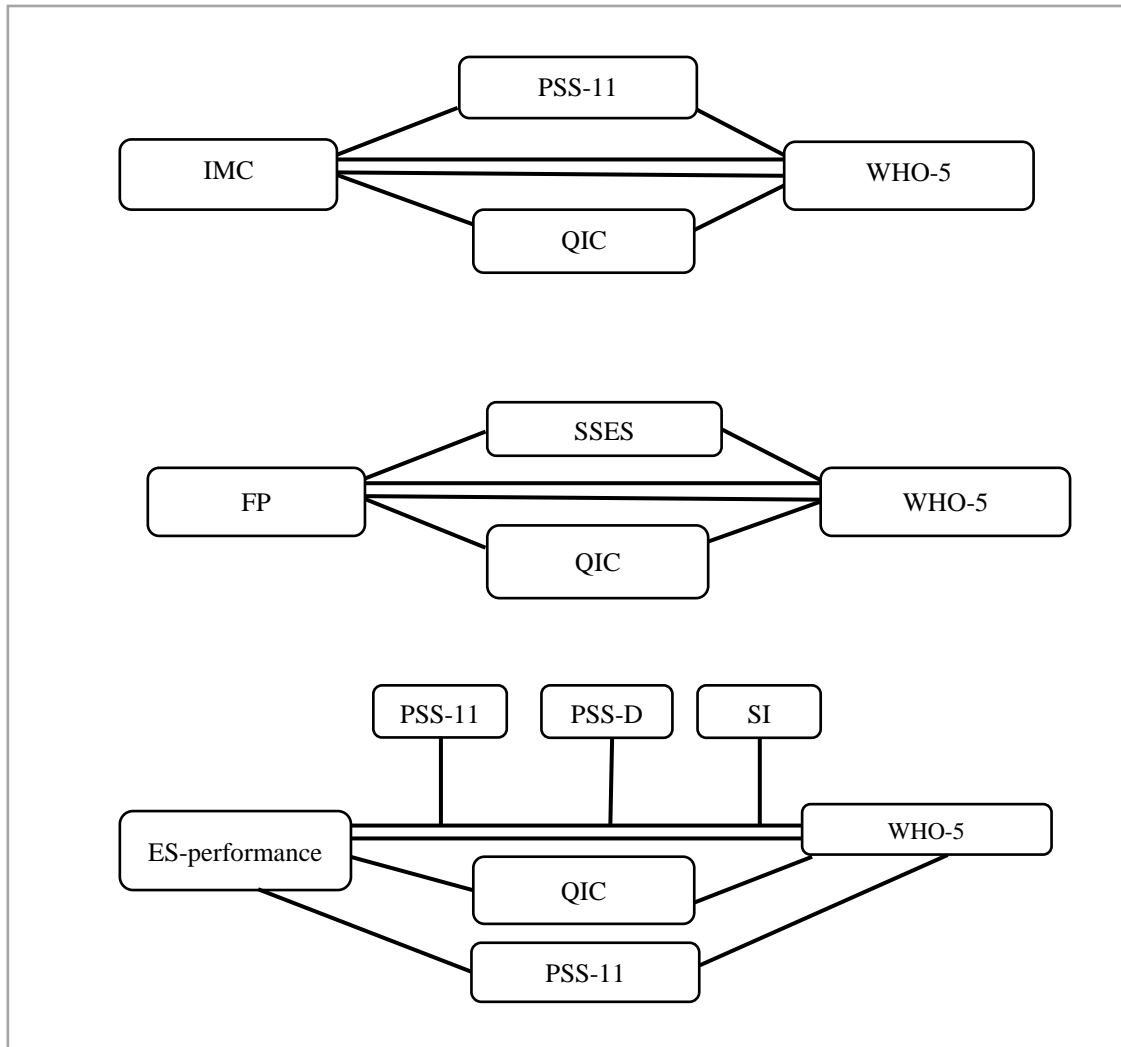 PSS-11
IMC
WHO-5
QIC
SSES
FP
WHO-5
QIC
PSS-11
PSS-D
SI
ES-performance
WHO-5
QIC
PSS-11